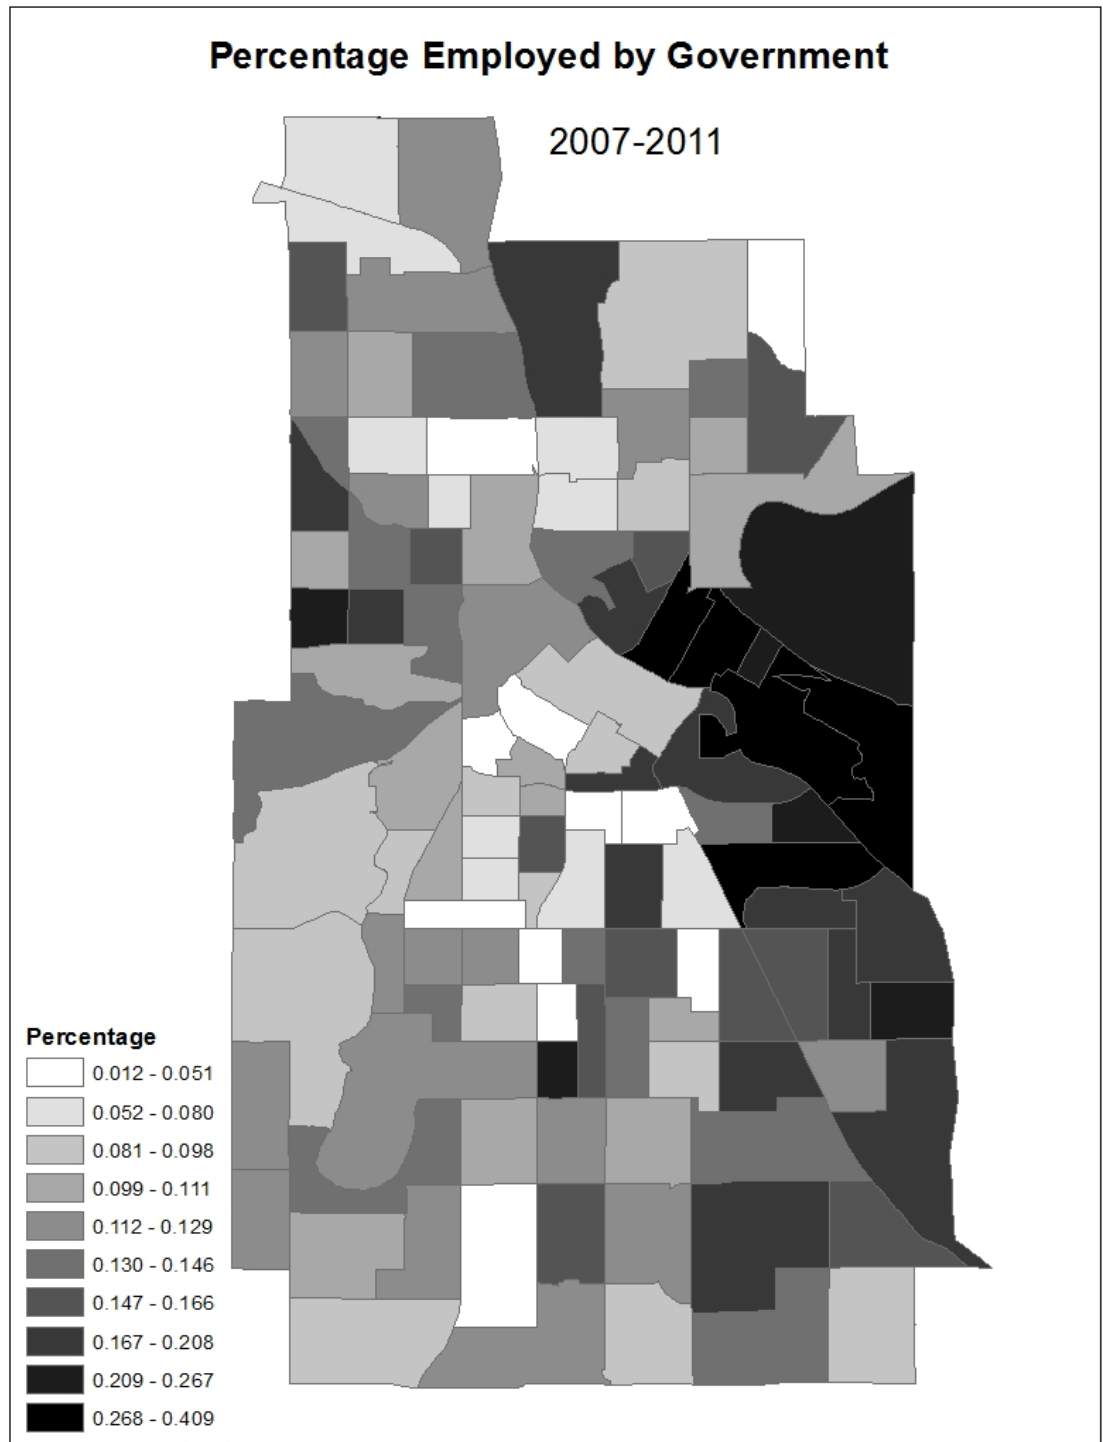 Percentage Employed by Government
2007-2011
Percentage
0.012 - 0.051
0.052 - 0.080
0.081 - 0.098
0.099 - 0.111
0.112 - 0.129
0.130 - 0.146
0.147 - 0.166
0.167 - 0.208
0.209 - 0.267
0.268 - 0.409